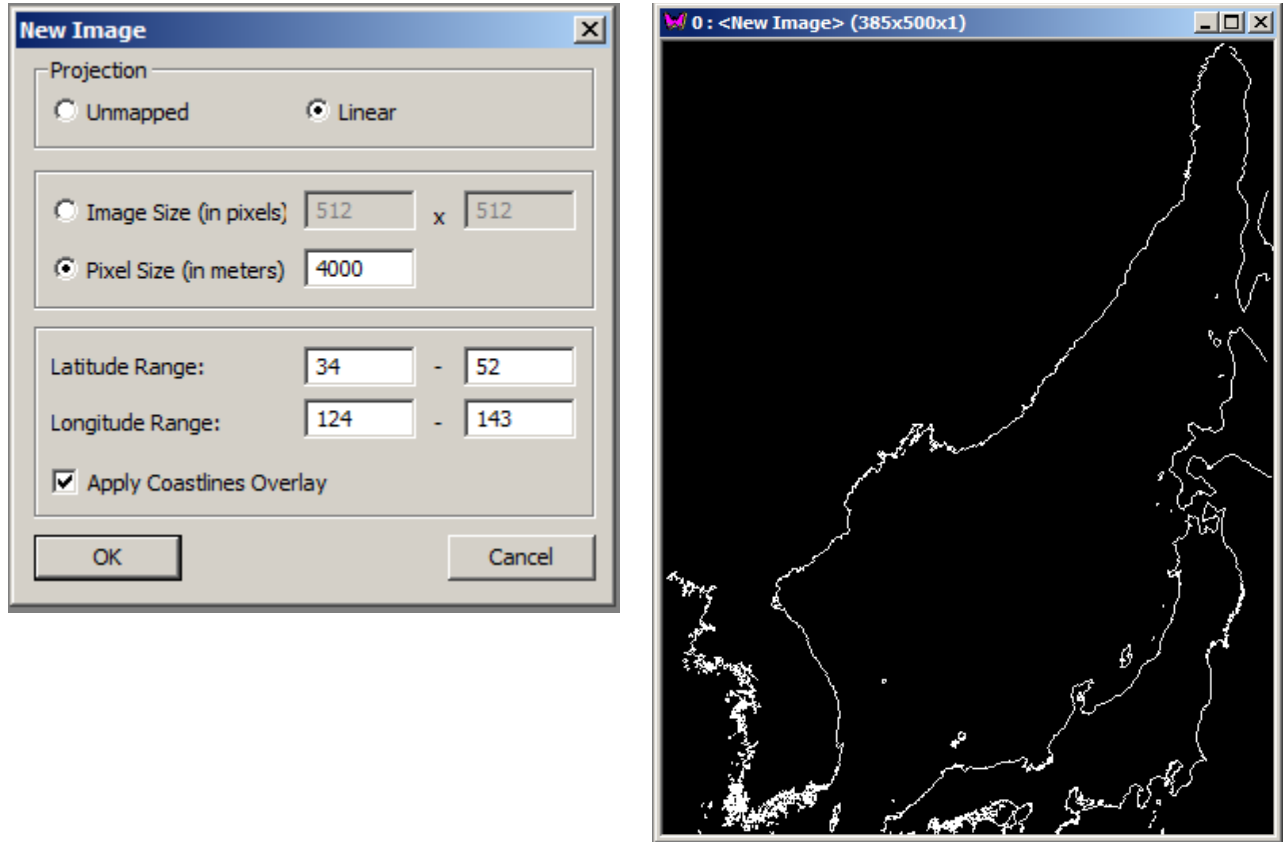 New Image
Projection
Unmapped Linear
Image Size (in pixels) 512 x 512
Pixel Size (in meters) 4000
Latitude Range: 34 - 52
Longitude Range: 124 - 143
Apply Coastlines Overlay
OK Cancel
0 : <New Image> (385x500x1)